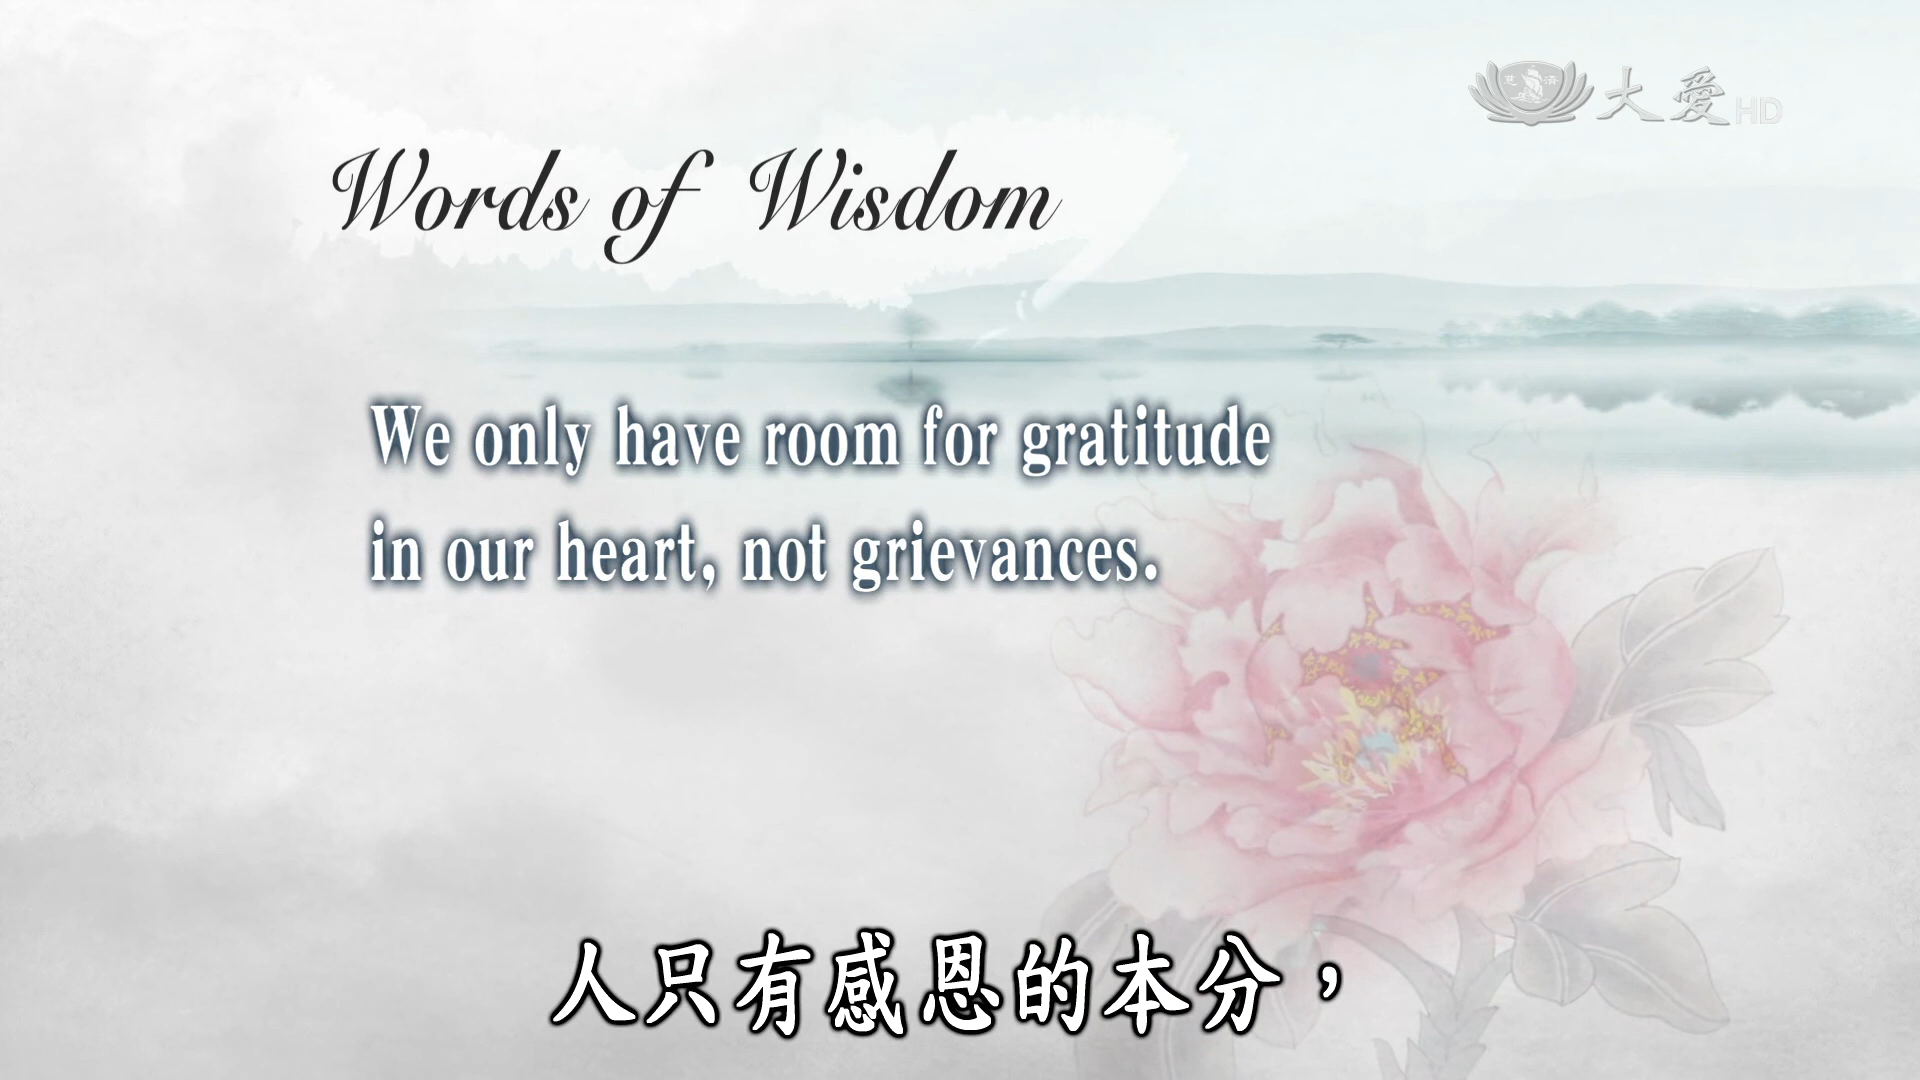 大愛HD
Words of Wisdom
We only have room for gratitude
in our heart, not grievances.
人只有感恩的本分，